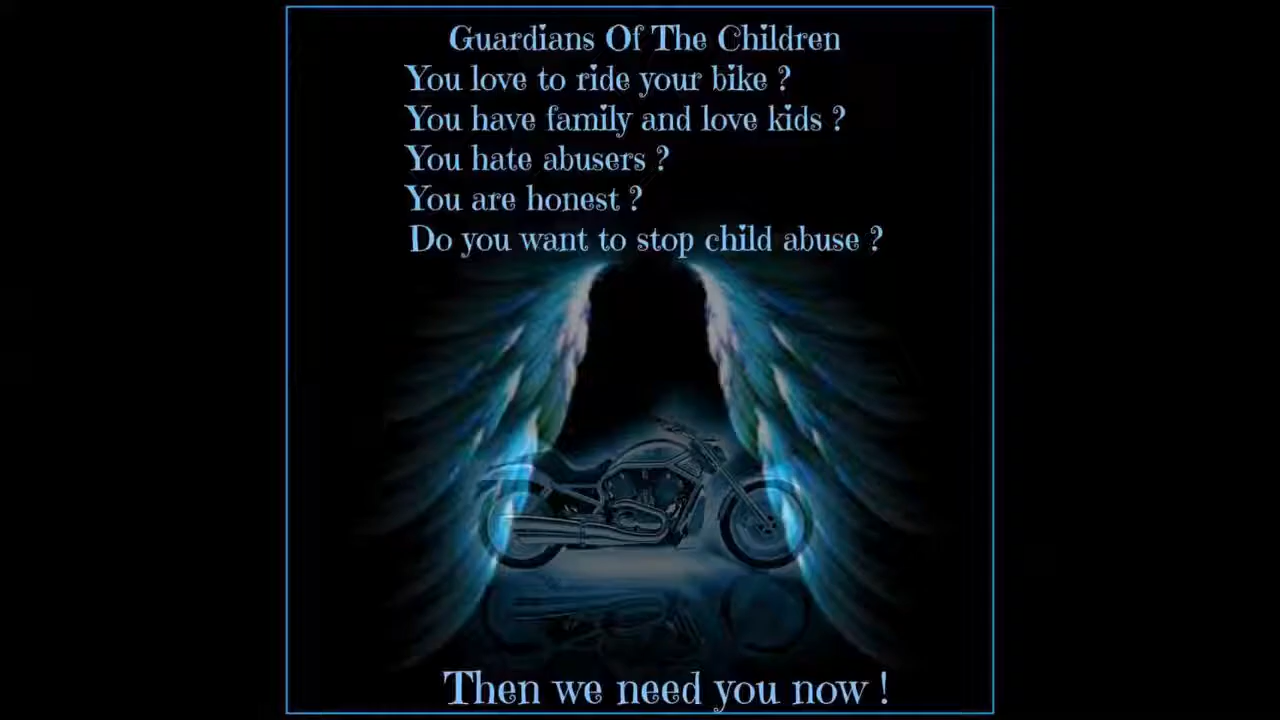 Guardians Of The Children
You love to ride your bike ?
You have family and love kids ?
You hate abusers ?
You are honest ?
Do you want to stop child abuse ?
Then we need you now !